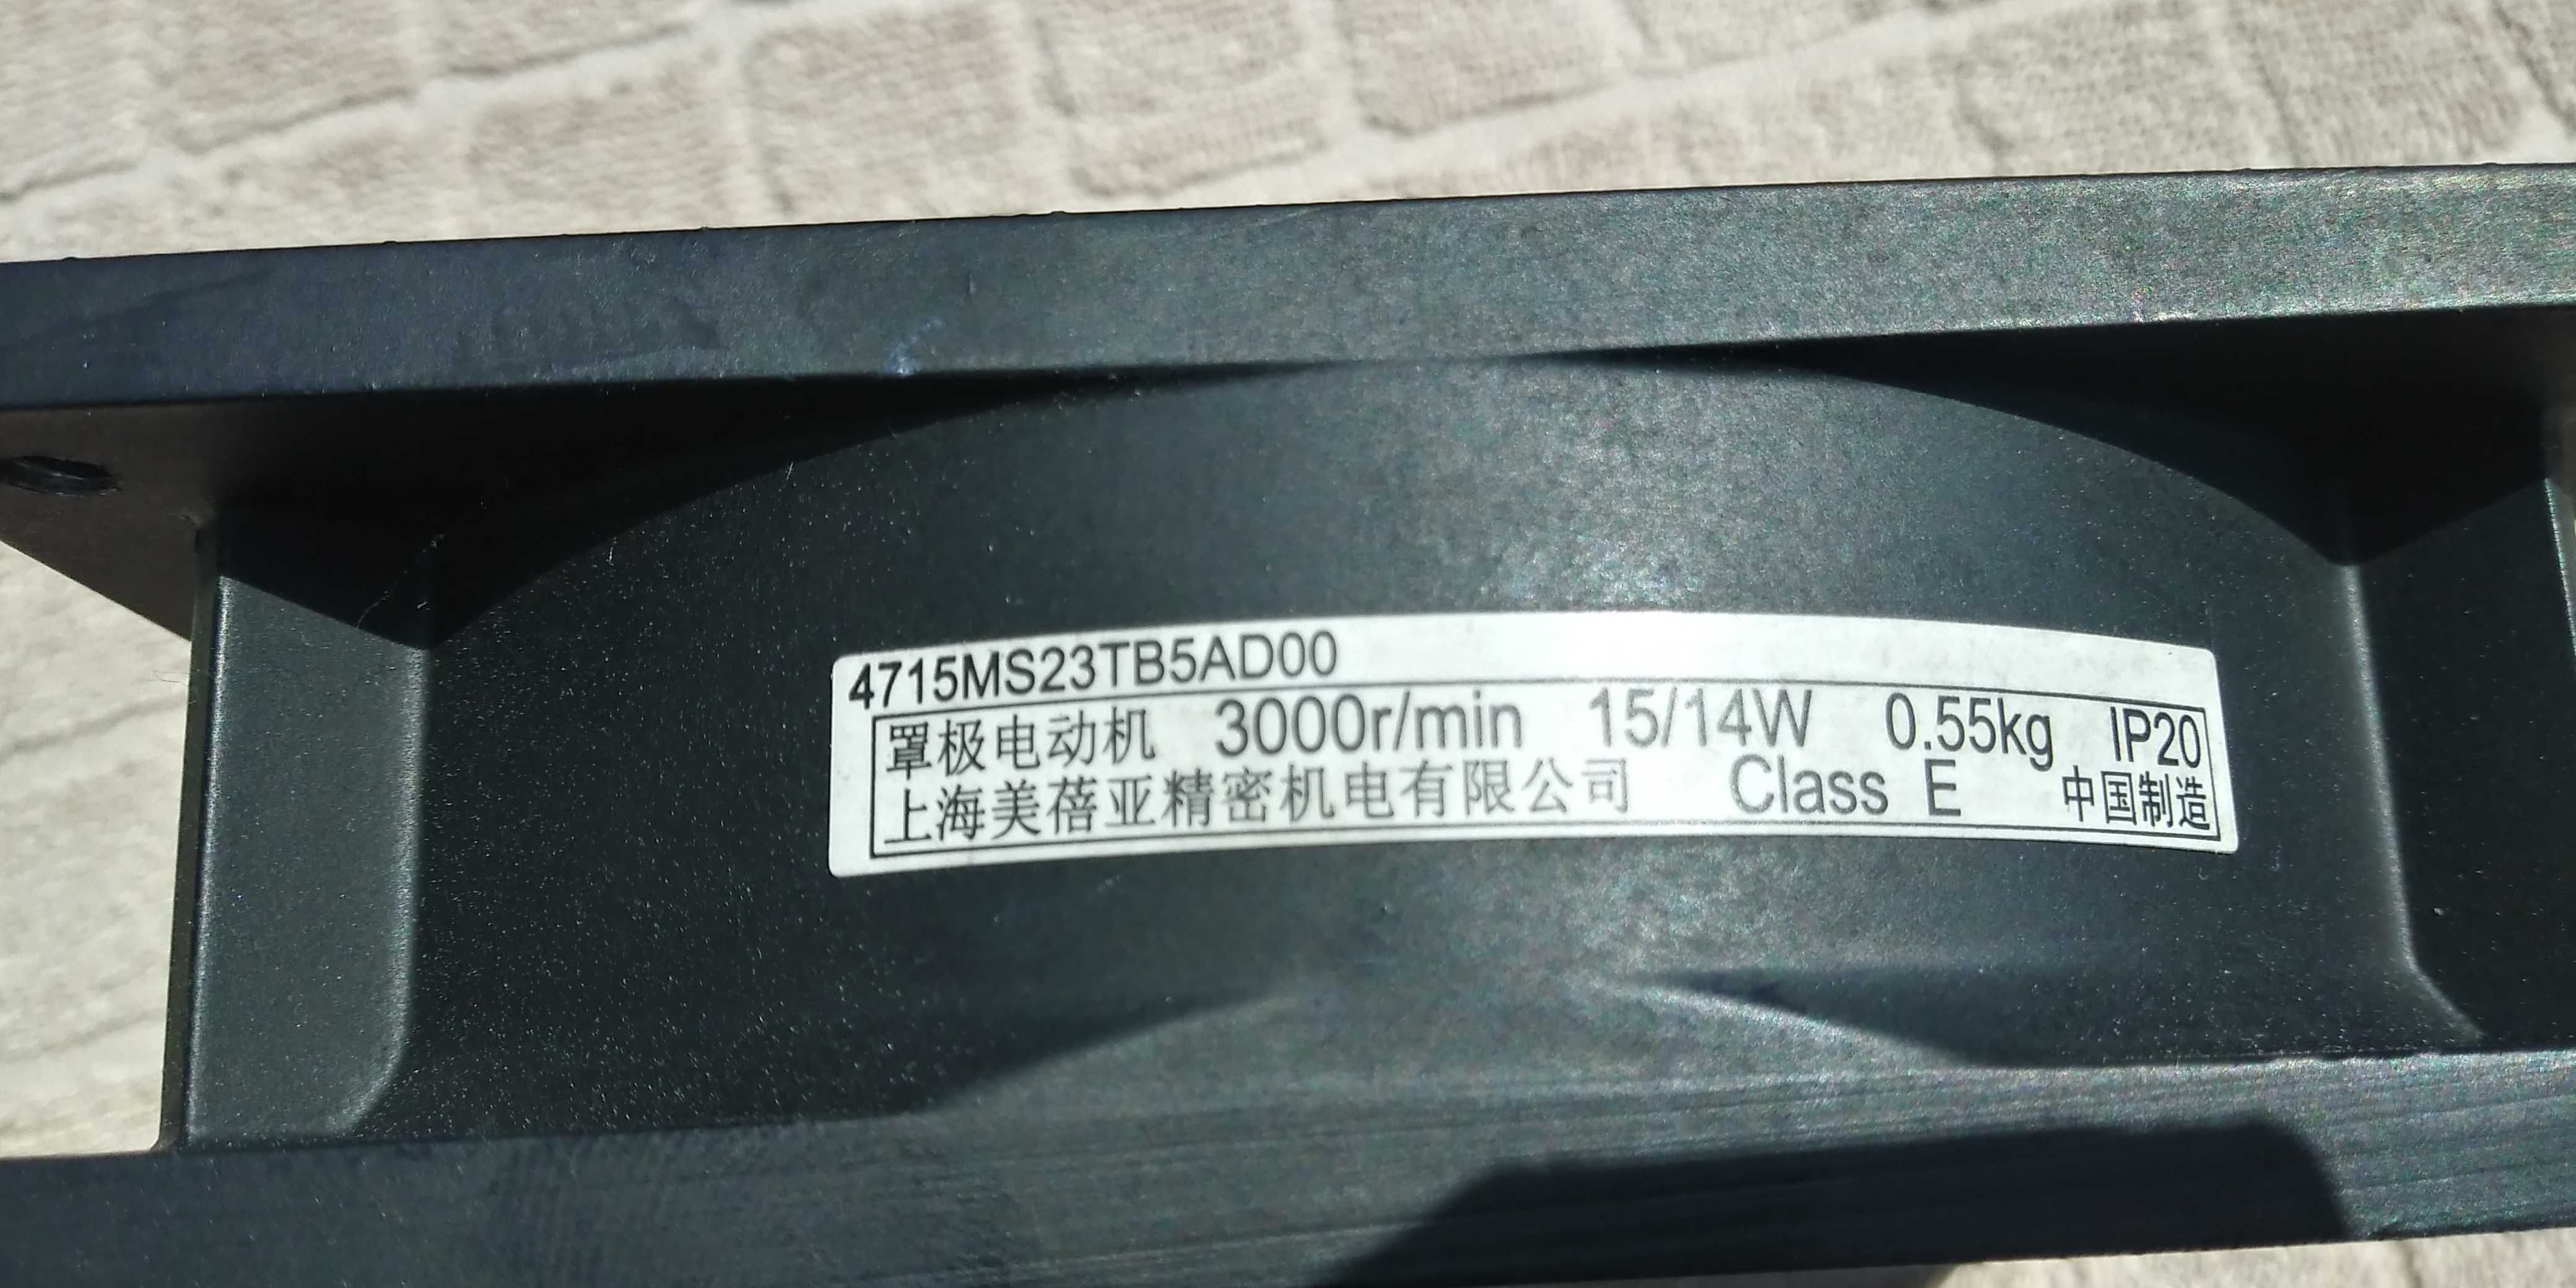 4715MS23TB5AD00
罩极电动机 3000r/min 15/14W 0.55kg IP20
上海美蓓亚精密机电有限公司 Class E 中国制造